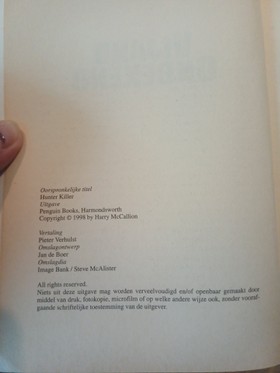 Oorspronkelijke titel
Hunter Killer
Uitgave
Penguin Books, Harmondsworth
Copyright © 1998 by Harry McCallion
Vertaling
Pieter Verhulst
Omslagontwerp
Jan de Boer
Omslagdia
Image Bank / Steve McAlister
All rights reserved.
Niets uit deze uitgave mag worden verveelvoudigd en/of openbaar gemaakt door
middel van druk, fotokopie, microfilm of op welke andere wijze ook, zonder vooraf-
gaande schriftelijke toestemming van de uitgever.